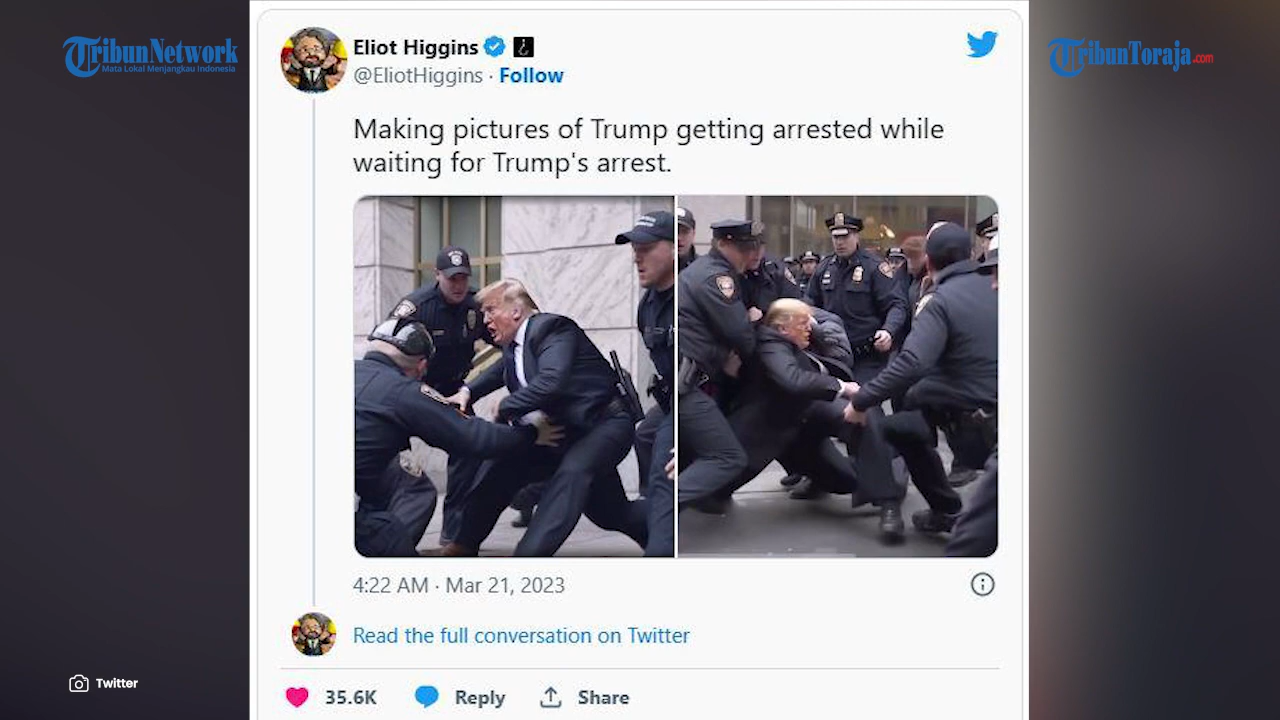 TribunNetwork
Mata Lokal Menjangkau Indonesia
TribunToraja.com
Eliot Higgins
@EliotHiggins · Follow
Making pictures of Trump getting arrested while
waiting for Trump's arrest.
4:22 AM · Mar 21, 2023
Read the full conversation on Twitter
35.6K Reply Share
Twitter